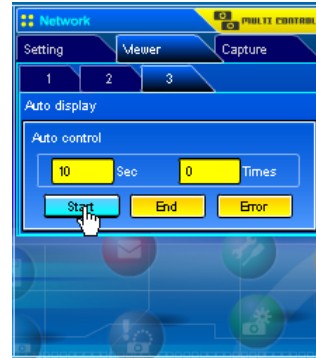 Network MULTI CONTROL
Setting Viewer Capture
1 2 3
Auto display
Auto control
10 Sec 0 Times
Start End Error